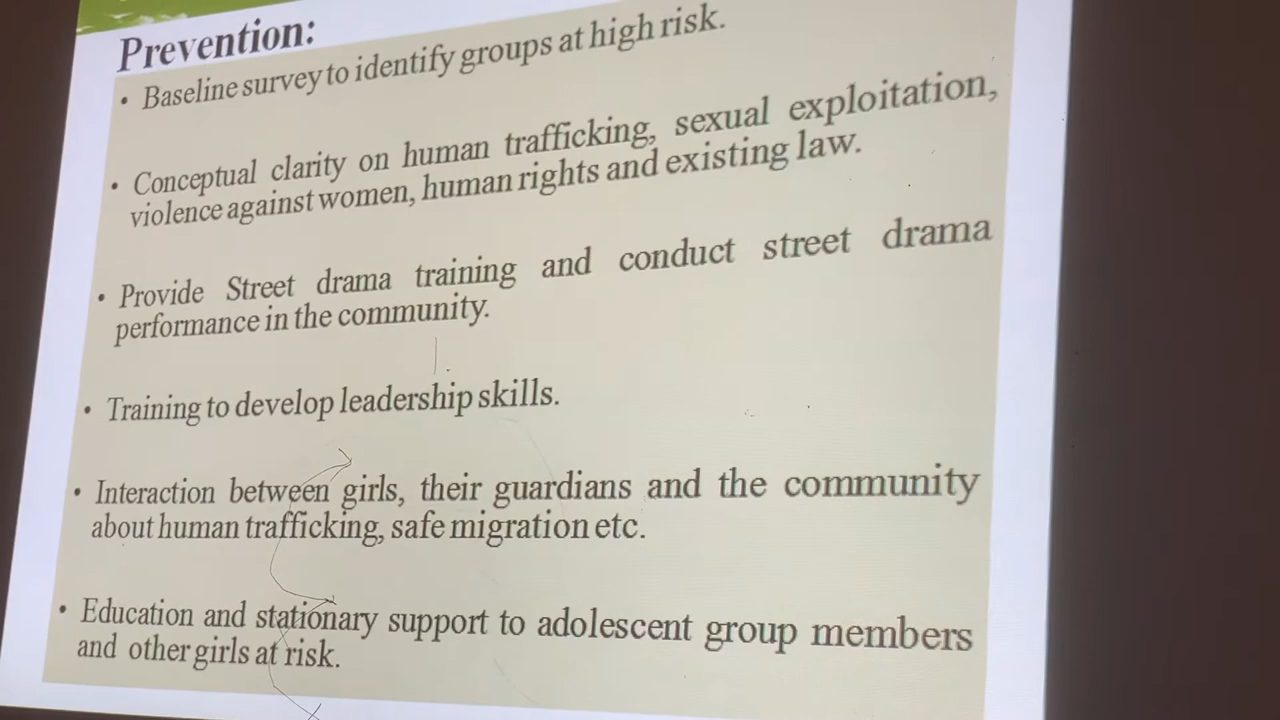 Prevention:
• Baseline survey to identify groups at high risk.
• Conceptual clarity on human trafficking, sexual exploitation,
violence against women, human rights and existing law.
• Provide Street drama training and conduct street drama
performance in the community.
• Training to develop leadership skills.
• Interaction between girls, their guardians and the community
about human trafficking, safe migration etc.
• Education and stationary support to adolescent group members
and other girls at risk.